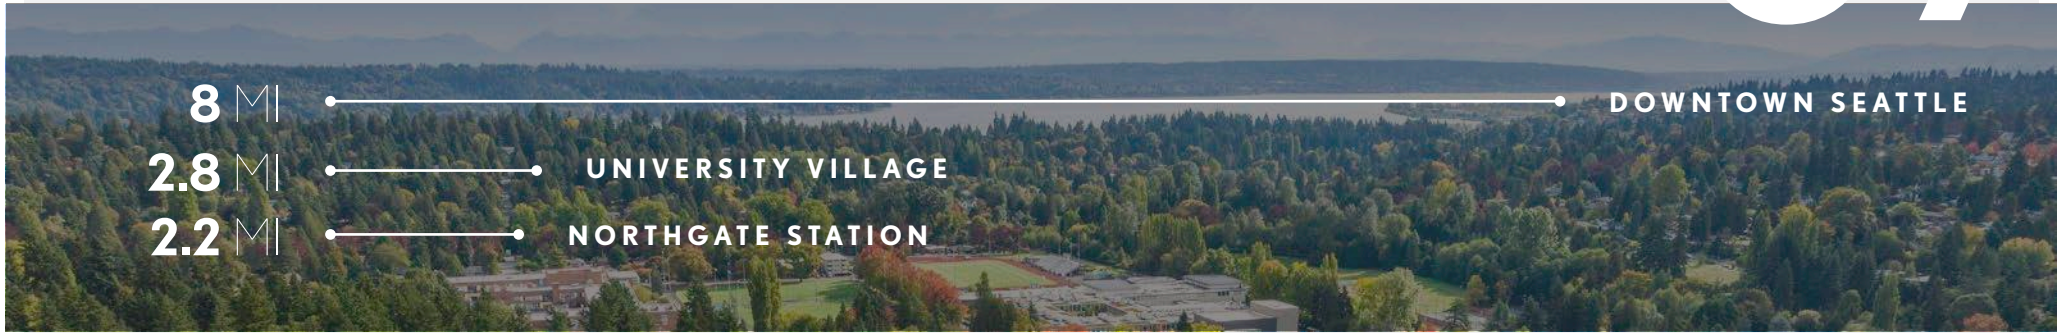 8 MI DOWNTOWN SEATTLE
2.8 MI UNIVERSITY VILLAGE
2.2 MI NORTHGATE STATION